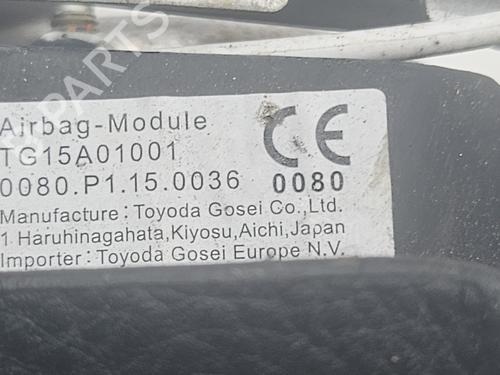 Airbag-Module
TG15A01001
0080.P1.15.0036
CE
0080
Manufacture: Toyoda Gosei Co.,Ltd.
1 Haruhinagahata,Kiyosu,Aichi,Japan
Importer: Toyoda Gosei Europe N.V.